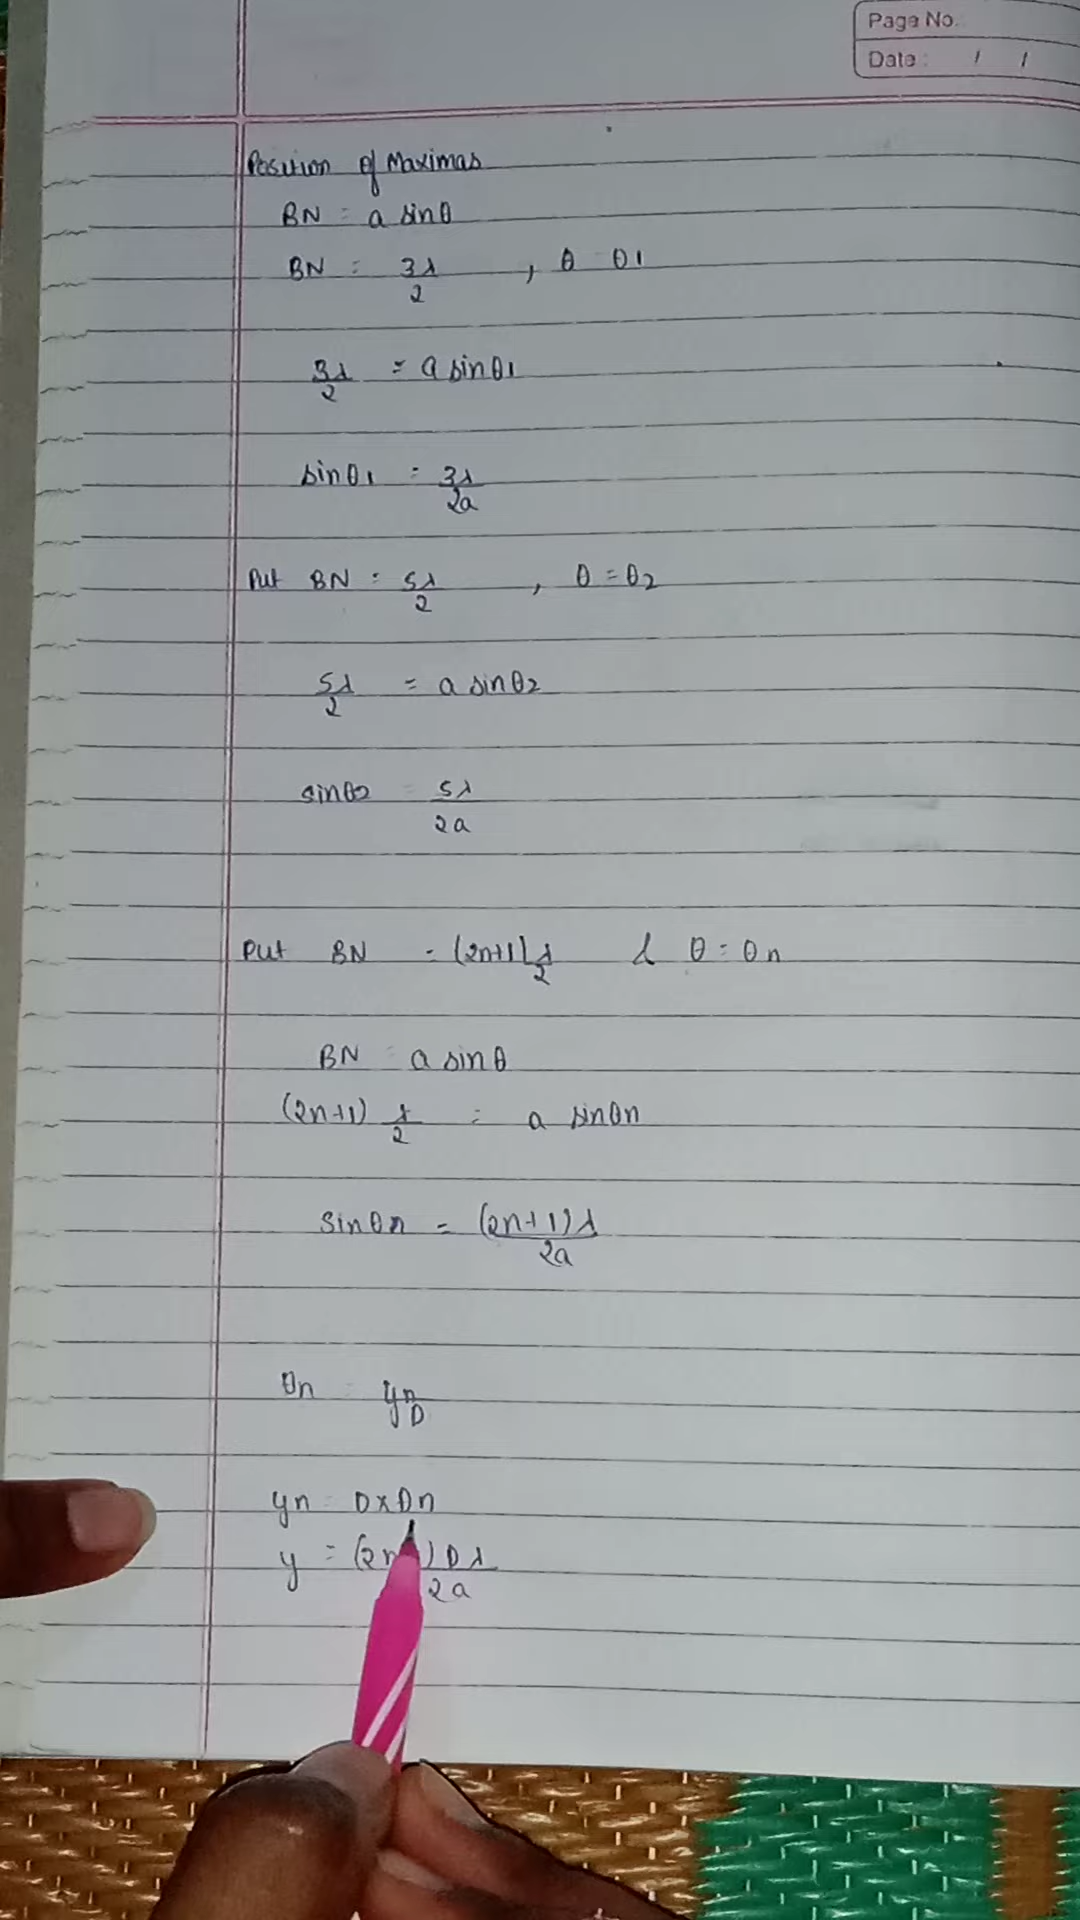 Page No.
Date : / /
Position of Maximas
BN = a sinθ
BN = 3λ/2 , θ θ1
3λ/2 = a sinθ1
sinθ1 = 3λ/2a
Put BN = 5λ/2 , θ = θ2
5λ/2 = a sinθ2
sinθ2 = 5λ/2a
Put BN = (2n+1)λ/2 & θ = θn
BN = a sinθ
(2n+1) λ/2 = a sinθn
sinθn = (2n+1)λ/2a
θn = yn/D
yn = D×θn
y = (2n )Dλ/2a